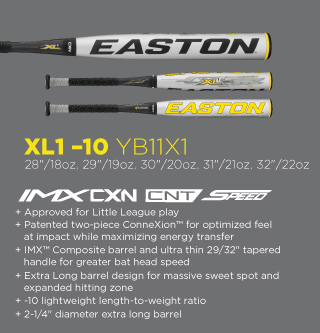 XL1 EASTON
XL1
EASTON
XL1 –10 YB11X1
28"/18oz, 29"/19oz, 30"/20oz, 31"/21oz, 32"/22oz
IMX CXN CNT SPEED
+ Approved for Little League play
+ Patented two-piece ConneXion™ for optimized feel
at impact while maximizing energy transfer
+ IMX™ Composite barrel and ultra thin 29/32" tapered
handle for greater bat head speed
+ Extra Long barrel design for massive sweet spot and
expanded hitting zone
+ -10 lightweight length-to-weight ratio
+ 2-1/4" diameter extra long barrel